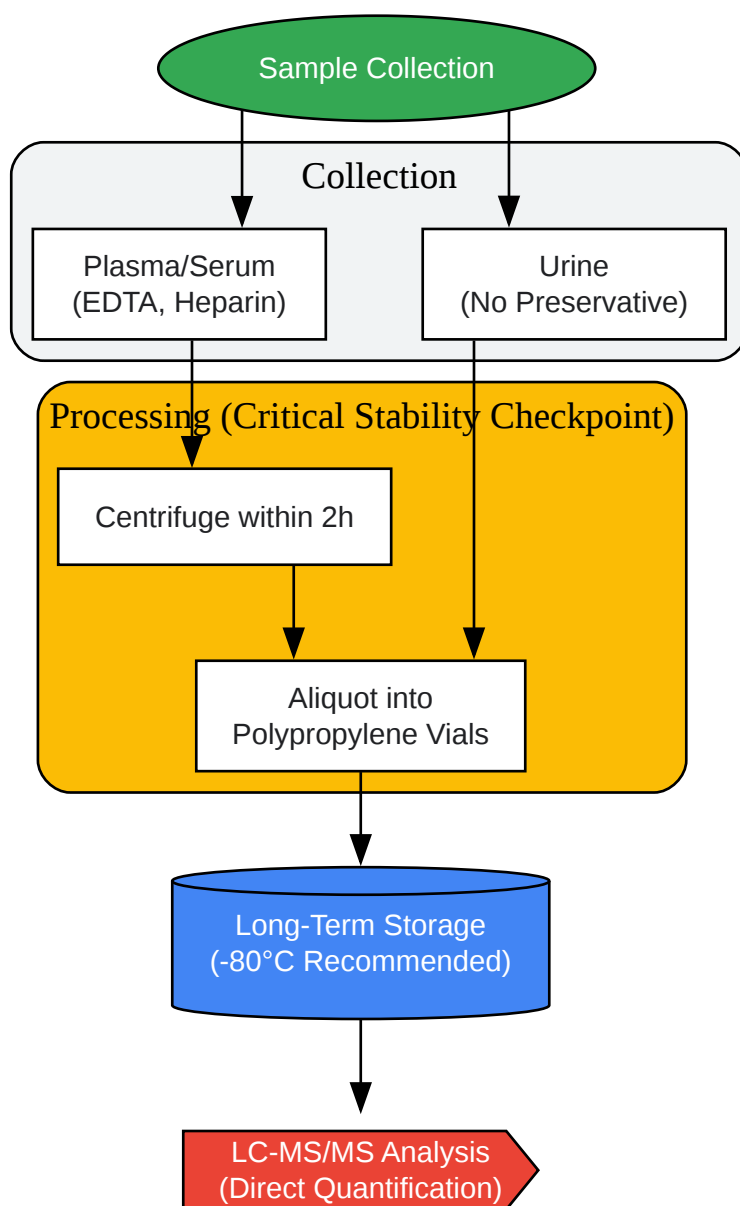 Sample Collection
Collection
Plasma/Serum
(EDTA, Heparin)
Urine
(No Preservative)
Processing (Critical Stability Checkpoint)
Centrifuge within 2h
Aliquot into
Polypropylene Vials
Long-Term Storage
(-80°C Recommended)
LC-MS/MS Analysis
(Direct Quantification)